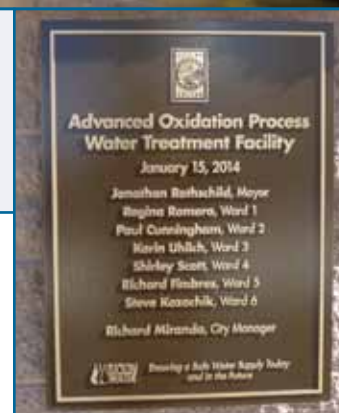 Advanced Oxidation Process
Water Treatment Facility
January 15, 2014
Jonathan Rothschild, Mayor
Regina Romero, Ward 1
Paul Cunningham, Ward 2
Karin Uhlich, Ward 3
Shirley Scott, Ward 4
Richard Fimbres, Ward 5
Steve Kozachik, Ward 6
Richard Miranda, City Manager
Ensuring a Safe Water Supply Today
and in the Future